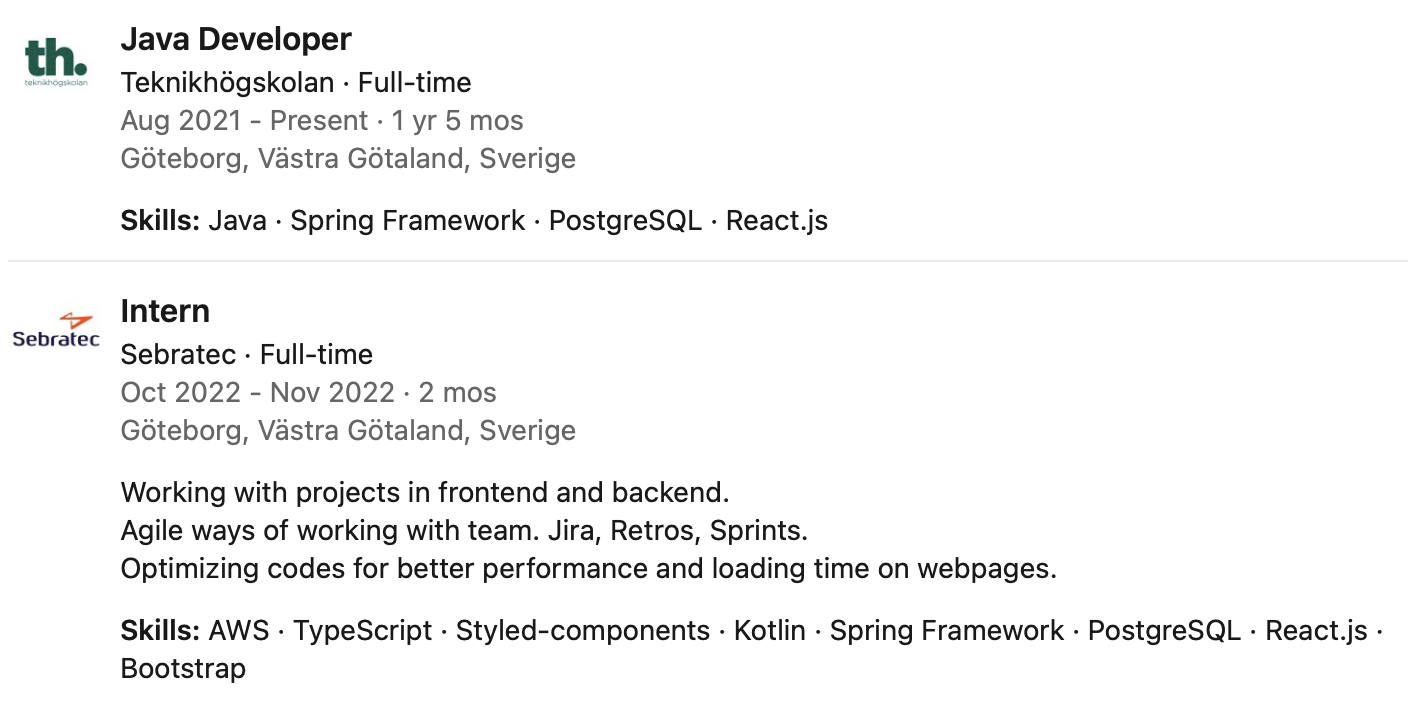 th.
teknikhögskolan
Java Developer
Teknikhögskolan · Full-time
Aug 2021 - Present · 1 yr 5 mos
Göteborg, Västra Götaland, Sverige
Skills: Java · Spring Framework · PostgreSQL · React.js
Sebratec
Intern
Sebratec · Full-time
Oct 2022 - Nov 2022 · 2 mos
Göteborg, Västra Götaland, Sverige
Working with projects in frontend and backend.
Agile ways of working with team. Jira, Retros, Sprints.
Optimizing codes for better performance and loading time on webpages.
Skills: AWS · TypeScript · Styled-components · Kotlin · Spring Framework · PostgreSQL · React.js ·
Bootstrap